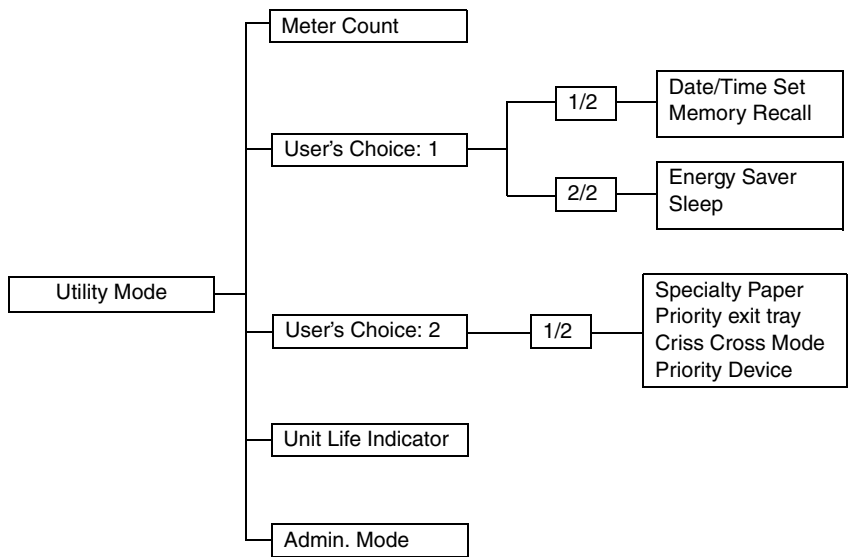 Meter Count
User's Choice: 1
1/2
Date/Time Set
Memory Recall
2/2
Energy Saver
Sleep
Utility Mode
User's Choice: 2
1/2
Specialty Paper
Priority exit tray
Criss Cross Mode
Priority Device
Unit Life Indicator
Admin. Mode